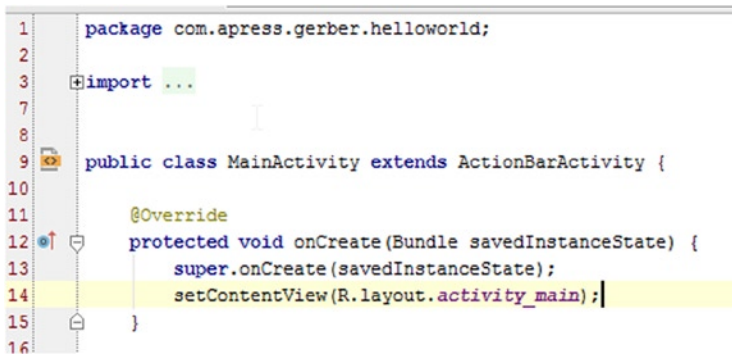 1 package com.apress.gerber.helloworld;
2
3 import ...
7
8
9 public class MainActivity extends ActionBarActivity {
10
11 @Override
12 protected void onCreate(Bundle savedInstanceState) {
13 super.onCreate(savedInstanceState);
14 setContentView(R.layout.activity_main);
15 }
16